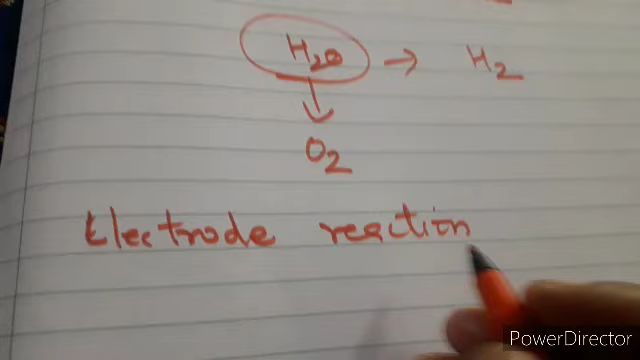 H2O → H2
↓
O2
Electrode reaction
PowerDirector